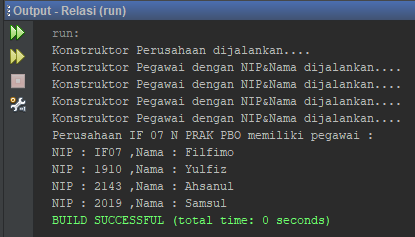 Output - Relasi (run)
run:
Konstruktor Perusahaan dijalankan....
Konstruktor Pegawai dengan NIP&Nama dijalankan....
Konstruktor Pegawai dengan NIP&Nama dijalankan....
Konstruktor Pegawai dengan NIP&Nama dijalankan....
Konstruktor Pegawai dengan NIP&Nama dijalankan....
Perusahaan IF 07 N PRAK PBO memiliki pegawai :
NIP : IF07 ,Nama : Filfimo
NIP : 1910 ,Nama : Yulfiz
NIP : 2143 ,Nama : Ahsanul
NIP : 2019 ,Nama : Samsul
BUILD SUCCESSFUL (total time: 0 seconds)